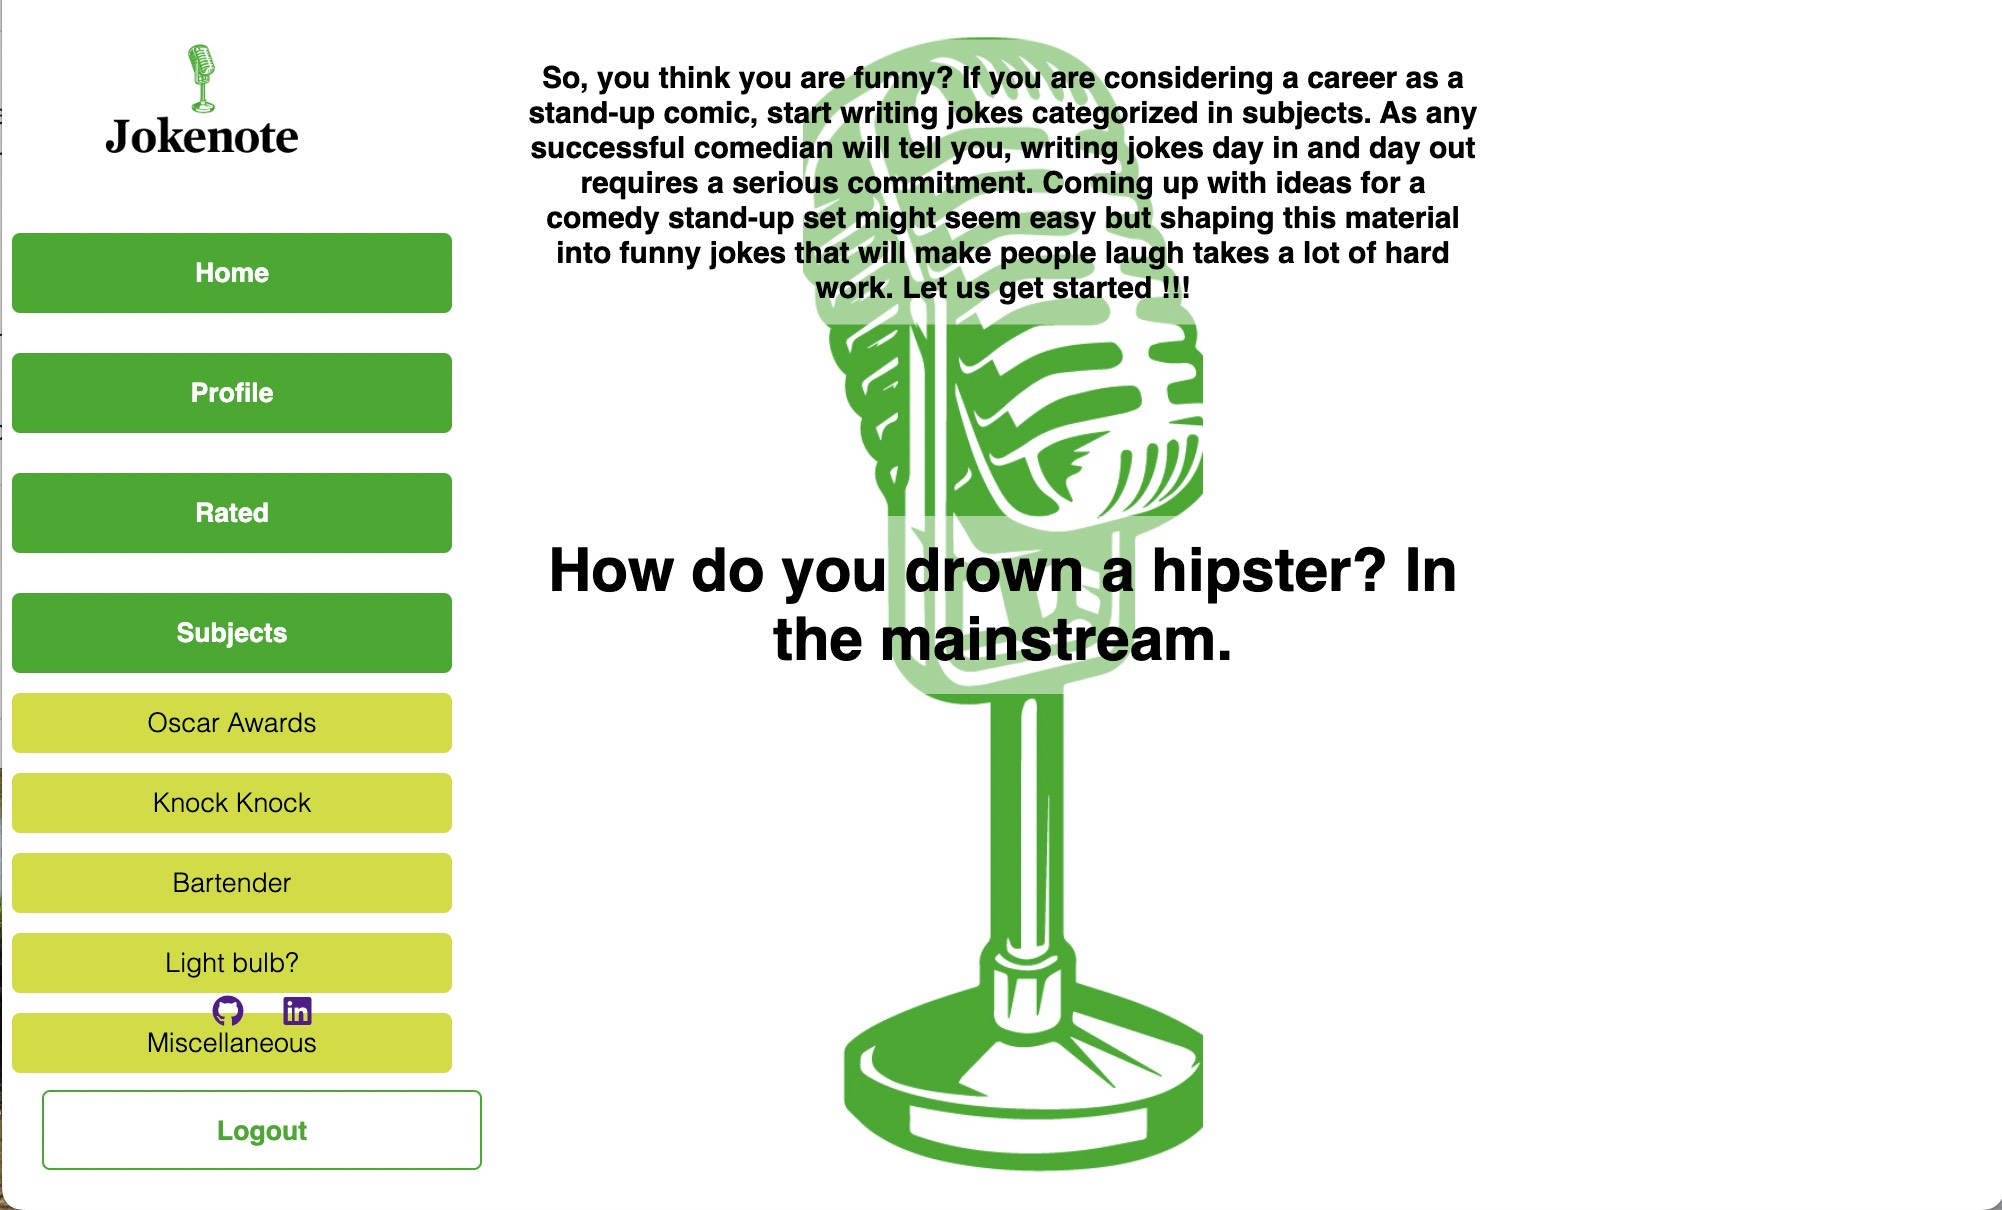 Jokenote
Home
Profile
Rated
Subjects
Oscar Awards
Knock Knock
Bartender
Light bulb?
in
Miscellaneous
Logout
So, you think you are funny? If you are considering a career as a
stand-up comic, start writing jokes categorized in subjects. As any
successful comedian will tell you, writing jokes day in and day out
requires a serious commitment. Coming up with ideas for a
comedy stand-up set might seem easy but shaping this material
into funny jokes that will make people laugh takes a lot of hard
work. Let us get started !!!
How do you drown a hipster? In
the mainstream.